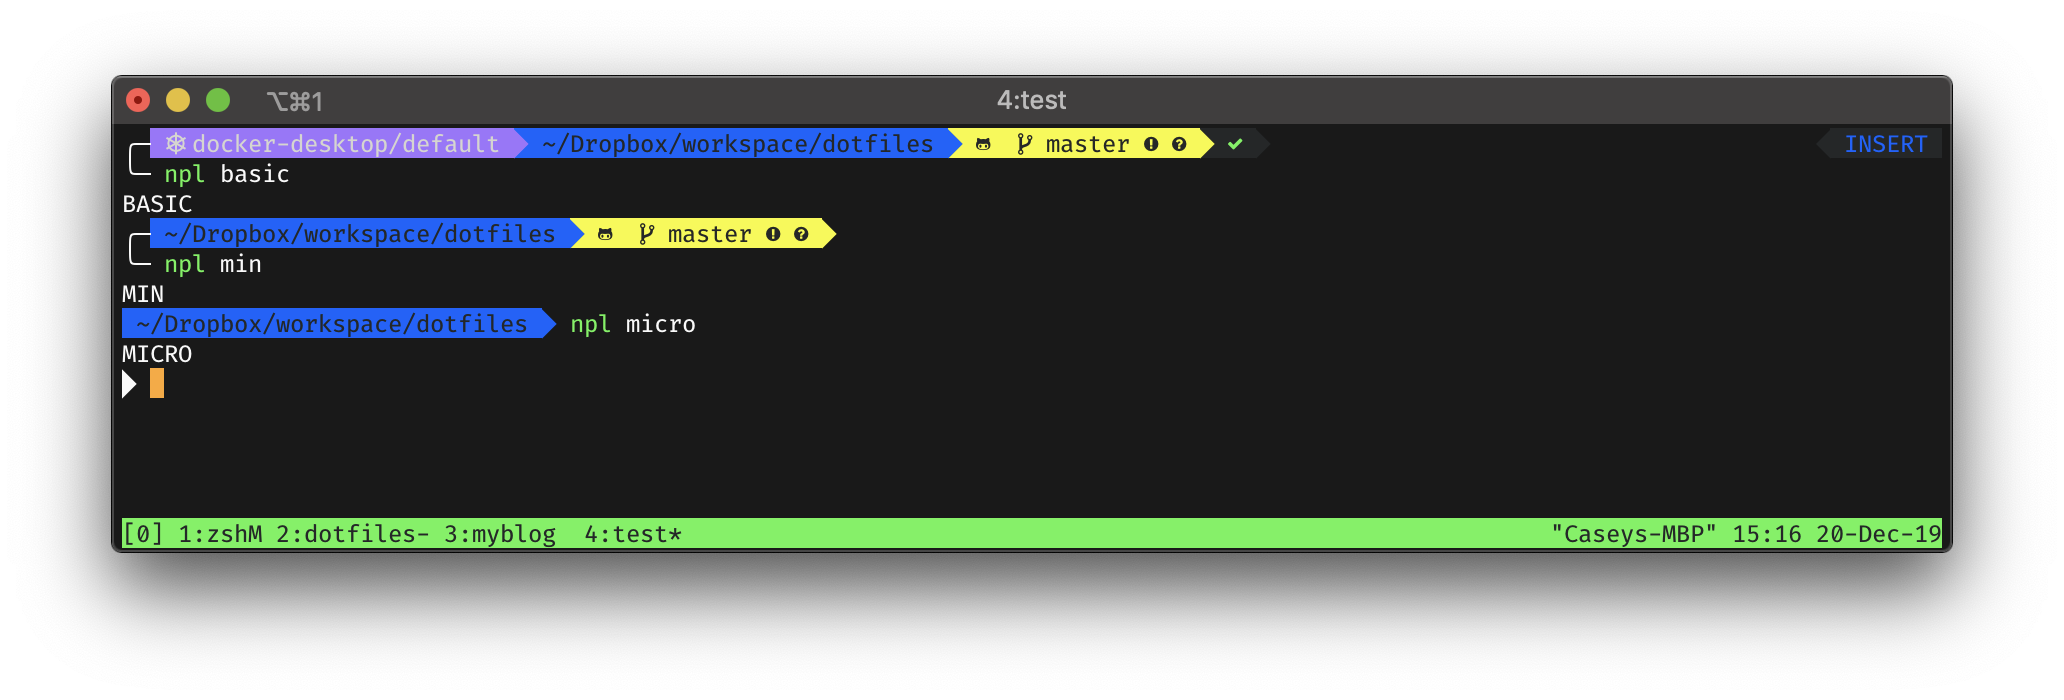 ⌥⌘1 4:test
docker-desktop/default ~/Dropbox/workspace/dotfiles master INSERT
npl basic
BASIC
~/Dropbox/workspace/dotfiles master
npl min
MIN
~/Dropbox/workspace/dotfiles npl micro
MICRO
[0] 1:zshM 2:dotfiles- 3:myblog 4:test* "Caseys-MBP" 15:16 20-Dec-19